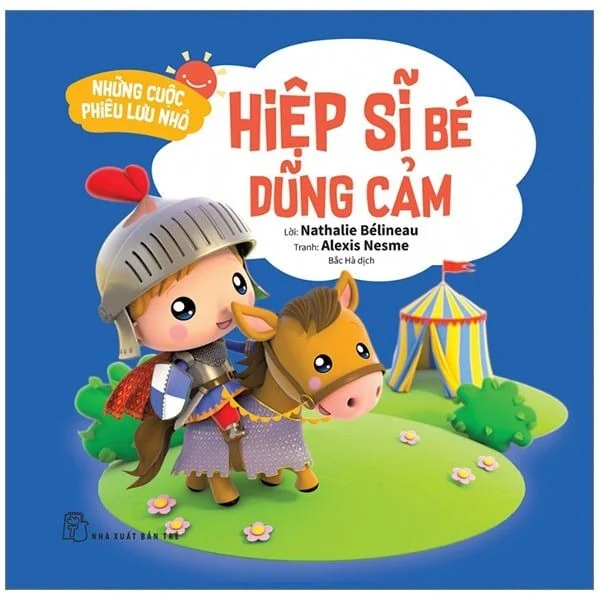 NHỮNG CUỘC
PHIÊU LƯU NHỎ
HIỆP SĨ BÉ
DŨNG CẢM
Lời: Nathalie Bélineau
Tranh: Alexis Nesme
Bắc Hà dịch
NHÀ XUẤT BẢN TRẺ